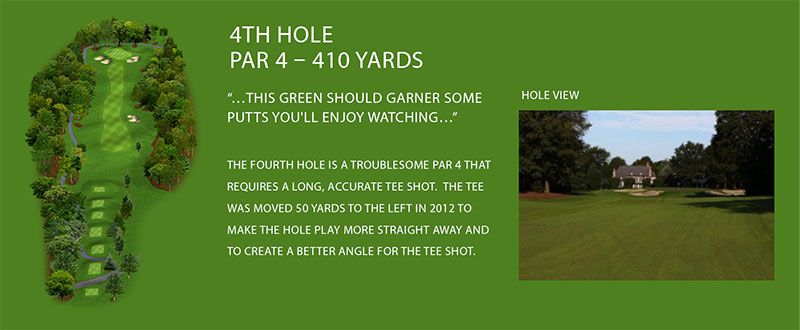 4TH HOLE
PAR 4 – 410 YARDS
“...THIS GREEN SHOULD GARNER SOME
PUTTS YOU'LL ENJOY WATCHING...”
THE FOURTH HOLE IS A TROUBLESOME PAR 4 THAT
REQUIRES A LONG, ACCURATE TEE SHOT. THE TEE
WAS MOVED 50 YARDS TO THE LEFT IN 2012 TO
MAKE THE HOLE PLAY MORE STRAIGHT AWAY AND
TO CREATE A BETTER ANGLE FOR THE TEE SHOT.
HOLE VIEW